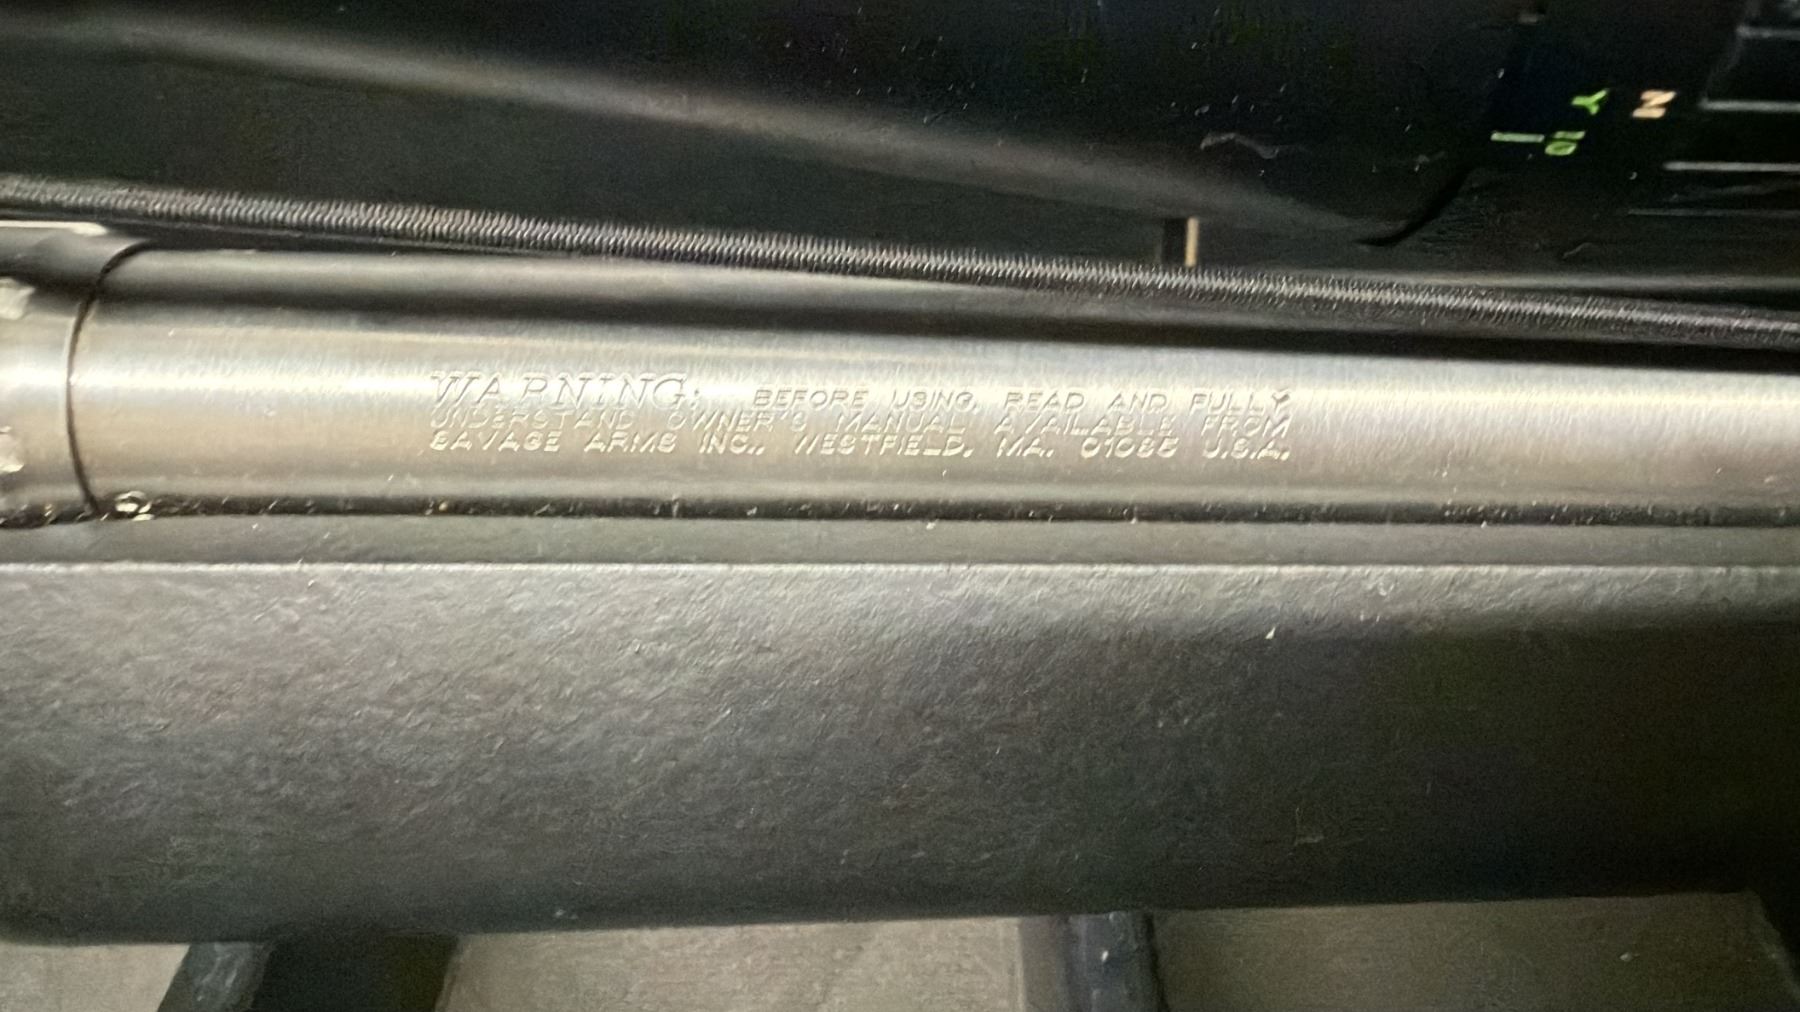 WARNING: BEFORE USING, READ AND FULLY
UNDERSTAND OWNER'S MANUAL AVAILABLE FROM
SAVAGE ARMS INC., WESTFIELD, MA. 01085 U.S.A.